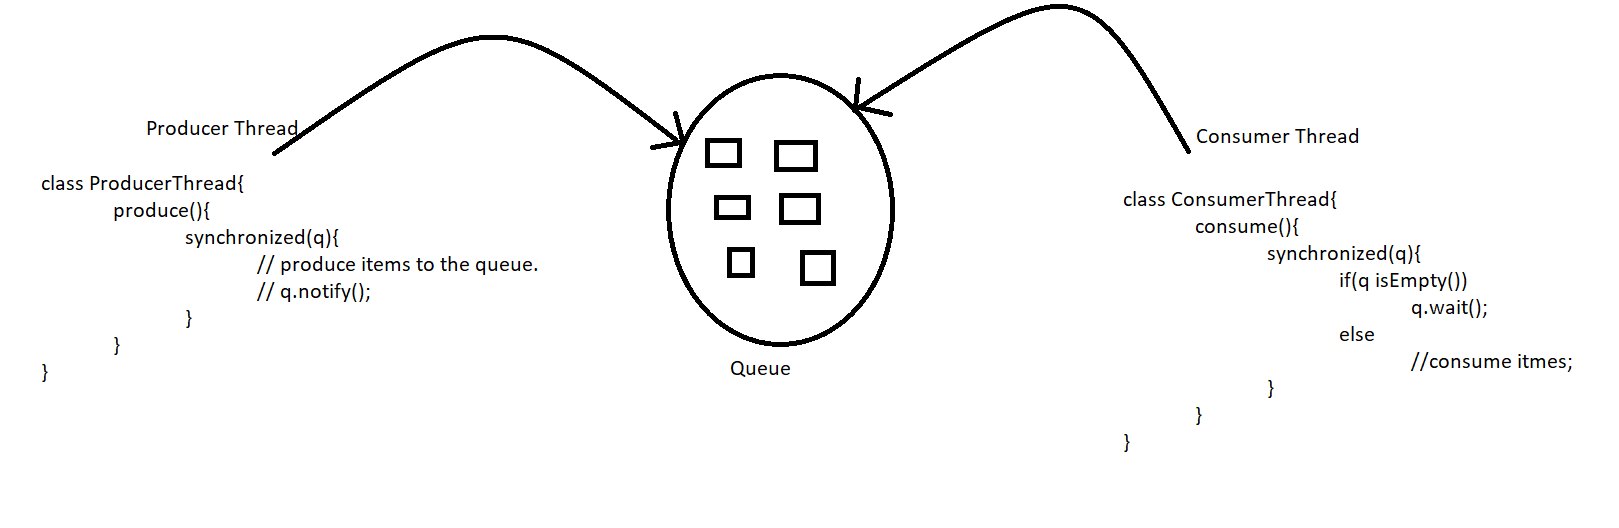 Producer Thread
class ProducerThread{
produce(){
synchronized(q){
// produce items to the queue.
// q.notify();
}
}
}
Queue
Consumer Thread
class ConsumerThread{
consume(){
synchronized(q){
if(q isEmpty())
q.wait();
else
//consume itmes;
}
}
}